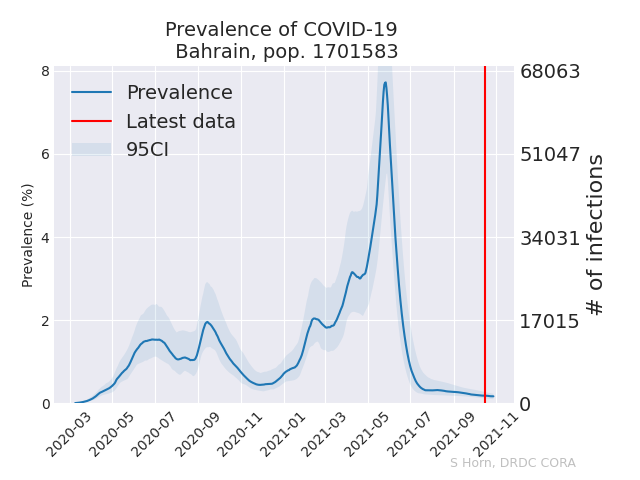 Prevalence of COVID-19
Bahrain, pop. 1701583
Prevalence
Latest data
95CI
8
6
4
2
0
Prevalence (%)
68063
51047
34031
17015
0
# of infections
2020-03
2020-05
2020-07
2020-09
2020-11
2021-01
2021-03
2021-05
2021-07
2021-09
2021-11
S Horn, DRDC CORA